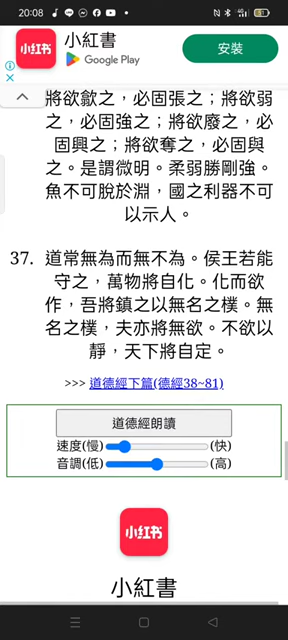 20:08
4G
小紅書
Google Play
安裝
小红书
將欲歙之，必固張之；將欲弱
之，必固強之；將欲廢之，必
固興之；將欲奪之，必固與
之。是謂微明。柔弱勝剛強。
魚不可脫於淵，國之利器不可
以示人。
37. 道常無為而無不為。侯王若能
守之，萬物將自化。化而欲
作，吾將鎮之以無名之樸。無
名之樸，夫亦將無欲。不欲以
靜，天下將自定。
>>> 道德經下篇(德經38~81)
道德經朗讀
速度(慢) (快)
音調(低) (高)
小红书
小紅書